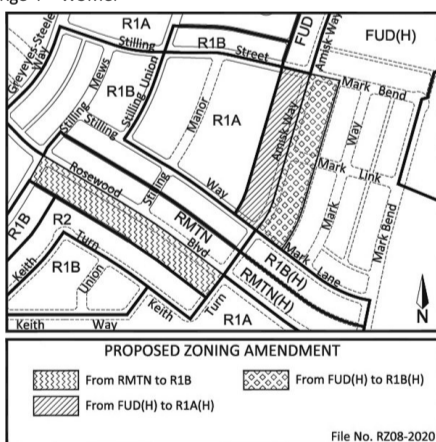 R1A
FUD
Amisk Way
FUD(H)
Greyeyes-Steele
Way
Stilling
R1B
Street
Mews
Stilling Union
Mark Bend
R1B
Stilling
Manor
R1A
Amisk Way
Way
Stilling
Mark Link
Rosewood
Stilling
Way
Mark
Mark Bend
R1B
R2
RMTN
Blvd
Mark Lane
R1B(H)
Turn
RMTN(H)
Keith
R1B
Union
Keith
Turn
R1A
Keith Way
N
PROPOSED ZONING AMENDMENT
From RMTN to R1B
From FUD(H) to R1B(H)
From FUD(H) to R1A(H)
File No. RZ08-2020